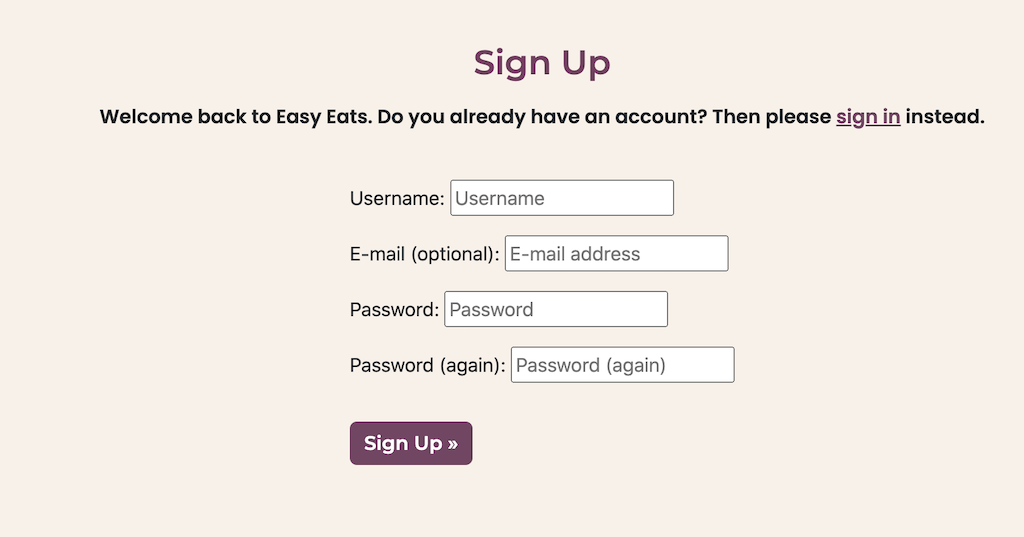 Sign Up
Welcome back to Easy Eats. Do you already have an account? Then please sign in instead.
Username: Username
E-mail (optional): E-mail address
Password: Password
Password (again): Password (again)
Sign Up »